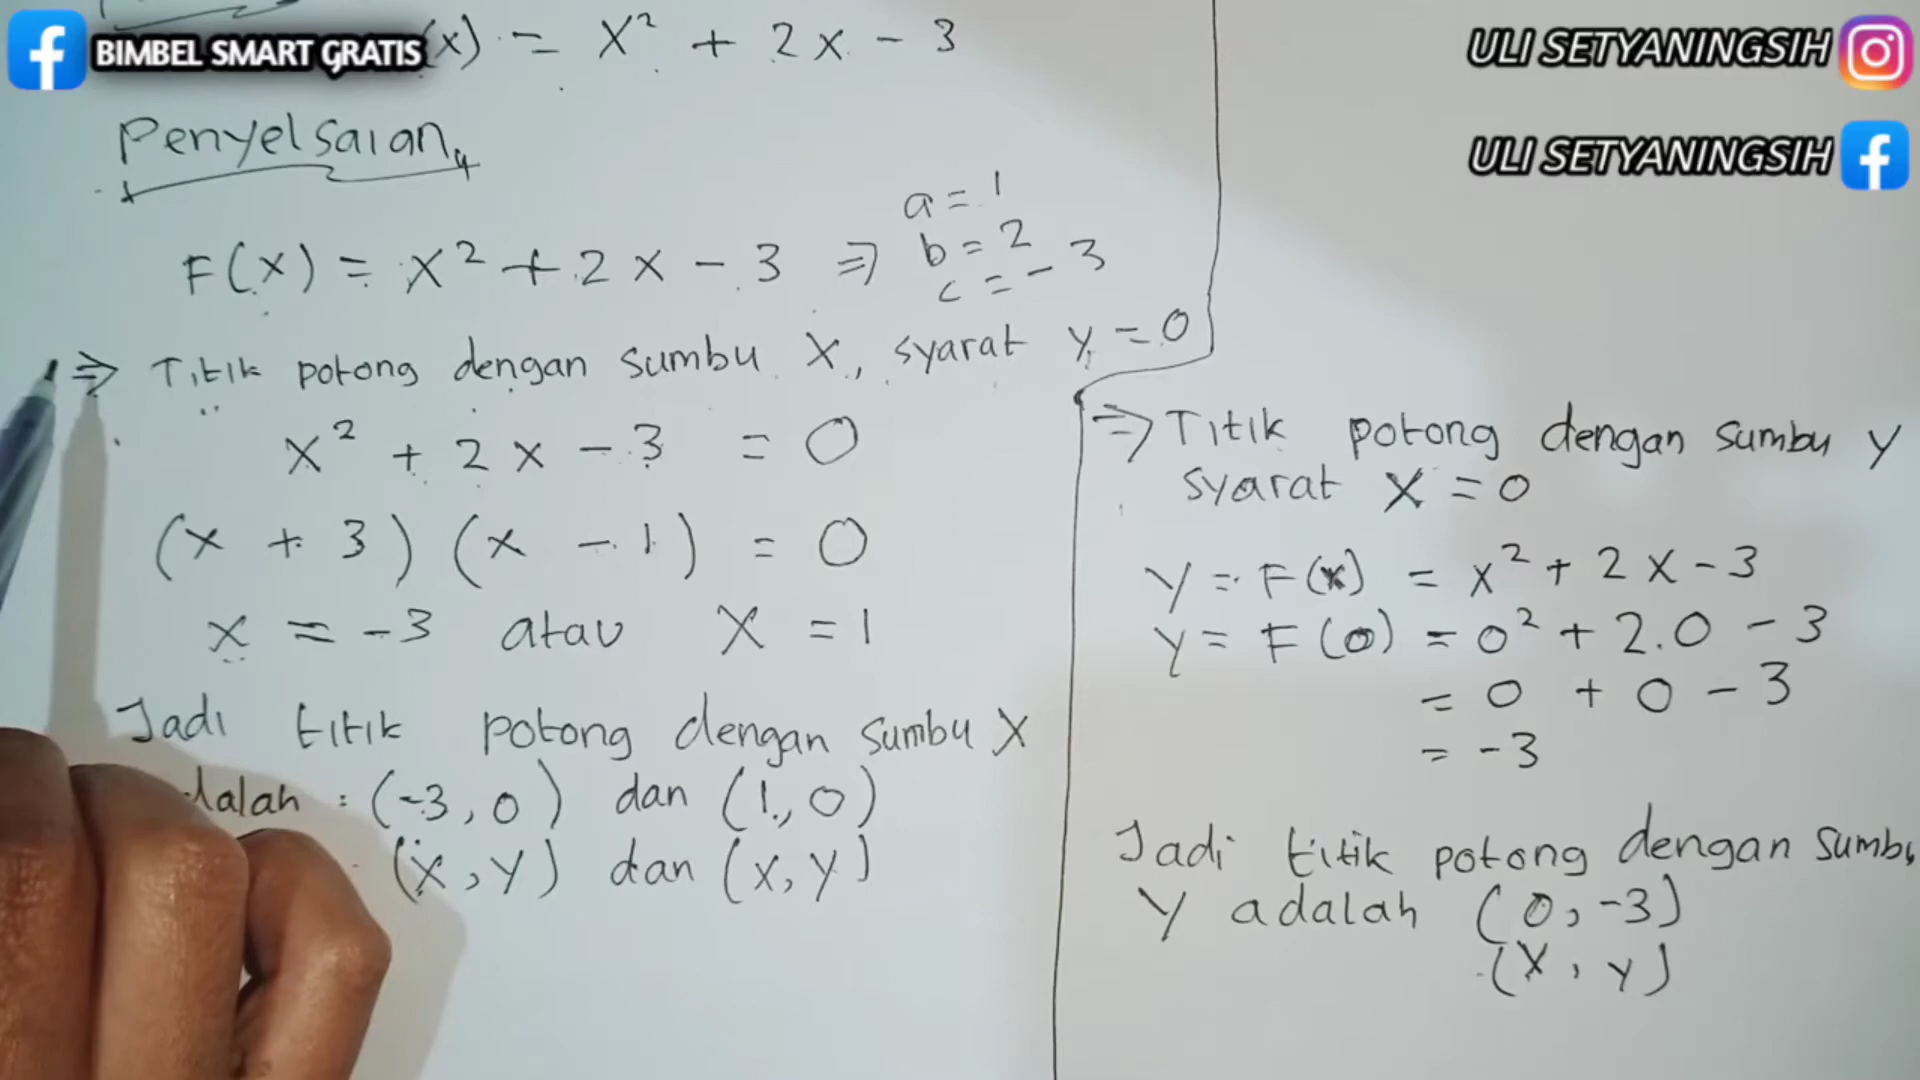 BIMBEL SMART GRATIS
(x) = x² + 2x - 3
ULI SETYANINGSIH
ULI SETYANINGSIH
Penyelsaian
F(x) = x² + 2x - 3 ⇒
a = 1
b = 2
c = -3
⇒ Titik potong dengan sumbu X, syarat y = 0
x² + 2x - 3 = 0
(x + 3) (x - 1) = 0
x = -3 atau x = 1
Jadi titik potong dengan sumbu X
dalah : (-3, 0) dan (1, 0)
(x, y) dan (x, y)
⇒ Titik potong dengan sumbu y
syarat x = 0
y = F(x) = x² + 2x - 3
y = F(0) = 0² + 2.0 - 3
= 0 + 0 - 3
= -3
Jadi titik potong dengan sumbu
Y adalah (0, -3)
(x, y)